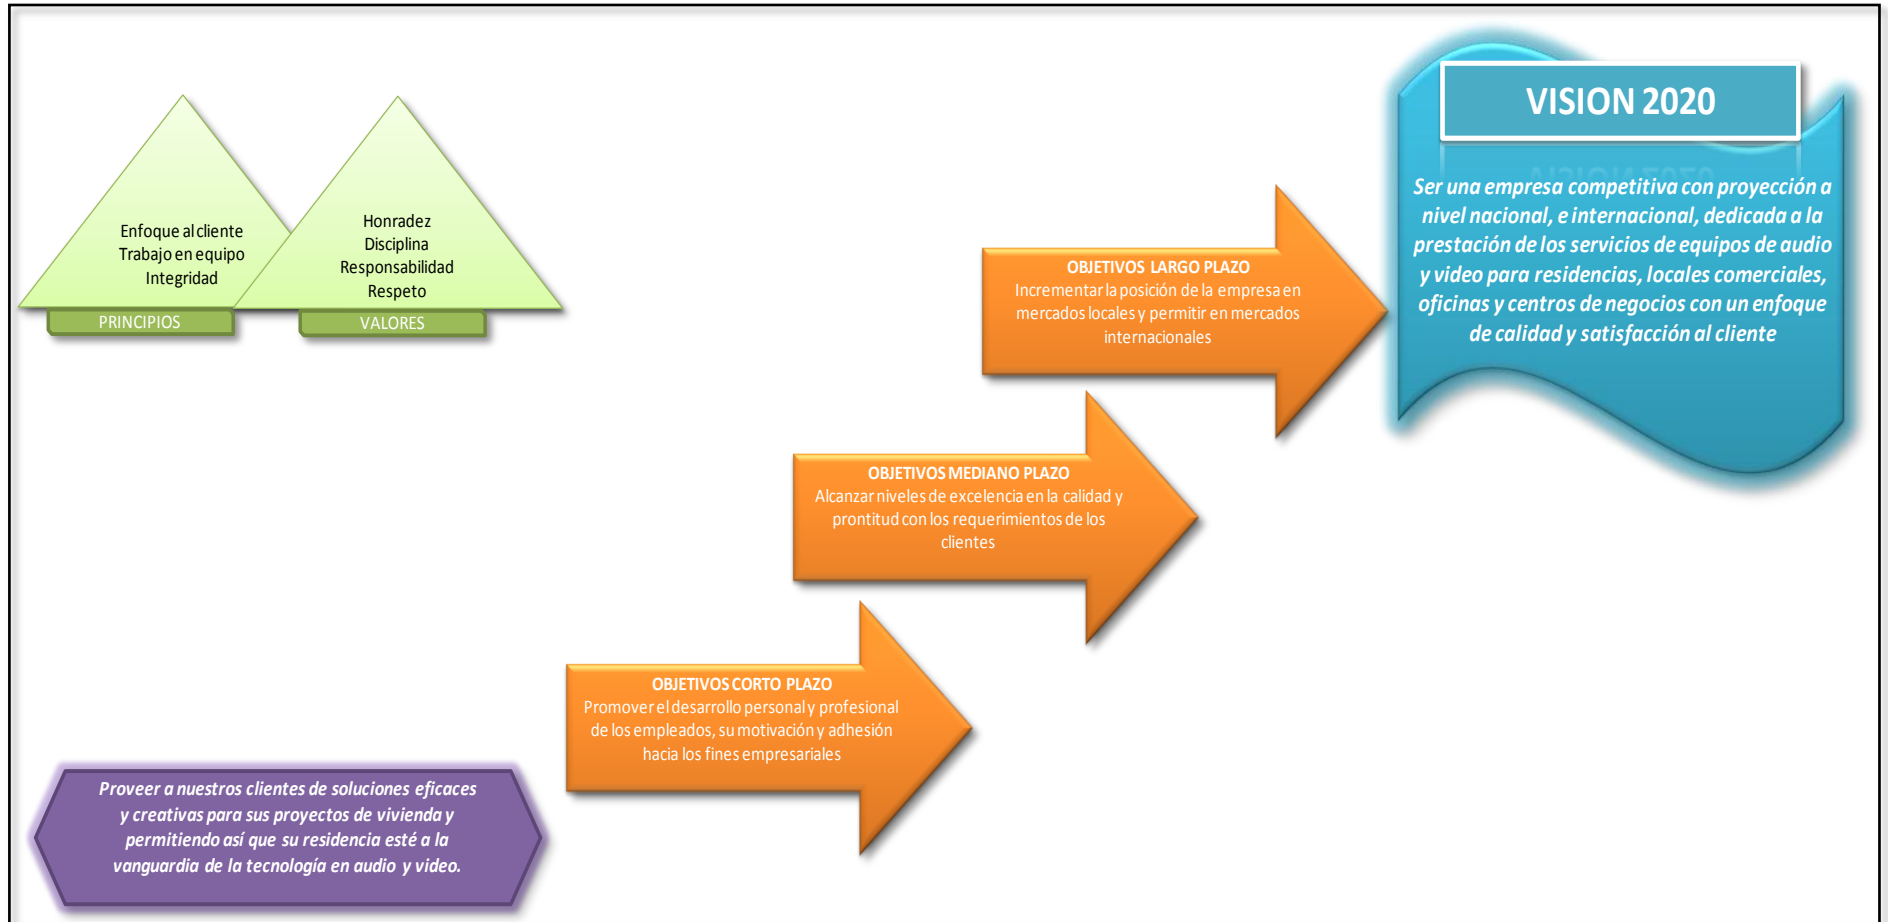 VISION 2020
Ser una empresa competitiva con proyección a
nivel nacional, e internacional, dedicada a la
prestación de los servicios de equipos de audio
y video para residencias, locales comerciales,
oficinas y centros de negocios con un enfoque
de calidad y satisfacción al cliente
Enfoque al cliente
Trabajo en equipo
Integridad
PRINCIPIOS
Honradez
Disciplina
Responsabilidad
Respeto
VALORES
OBJETIVOS LARGO PLAZO
Incrementar la posición de la empresa en
mercados locales y permitir en mercados
internacionales
OBJETIVOS MEDIANO PLAZO
Alcanzar niveles de excelencia en la calidad y
prontitud con los requerimientos de los
clientes
OBJETIVOS CORTO PLAZO
Promover el desarrollo personal y profesional
de los empleados, su motivación y adhesión
hacia los fines empresariales
Proveer a nuestros clientes de soluciones eficaces
y creativas para sus proyectos de vivienda y
permitiendo así que su residencia esté a la
vanguardia de la tecnología en audio y video.